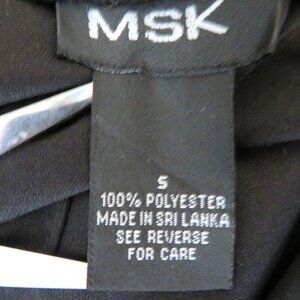 MSK
S
100% POLYESTER
MADE IN SRI LANKA
SEE REVERSE
FOR CARE